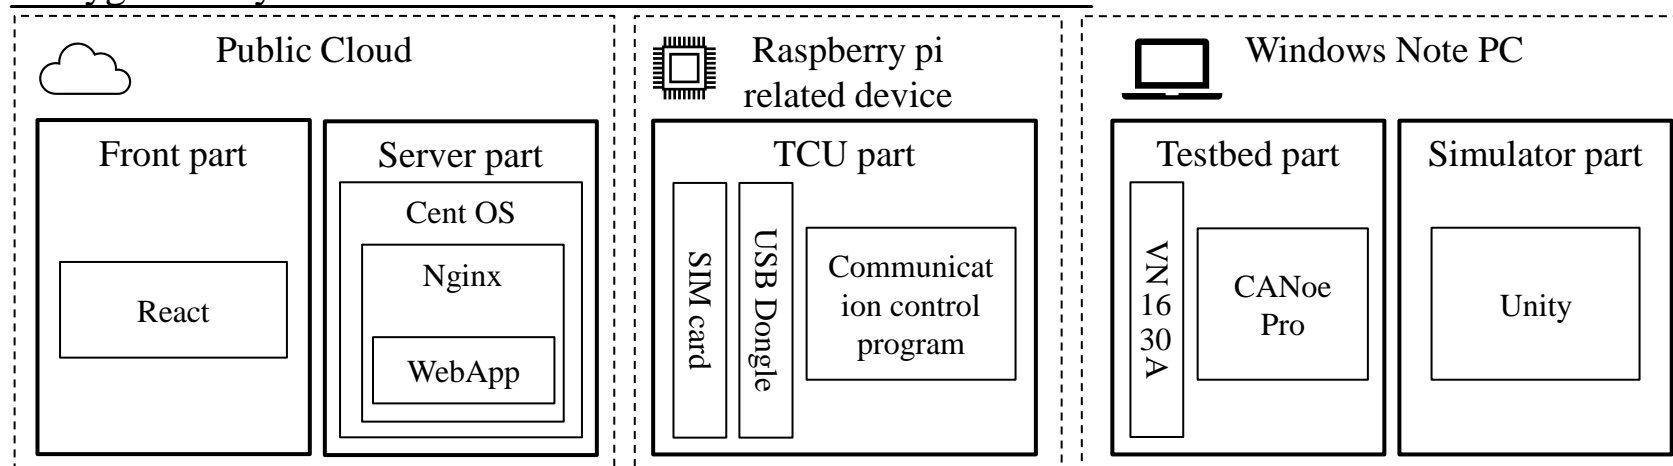 Public Cloud
Raspberry pi
related device
Windows Note PC
Front part
React
Server part
Cent OS
Nginx
WebApp
TCU part
SIM card
USB Dongle
Communicat
ion control
program
Testbed part
VN
16
30
A
CANoe
Pro
Simulator part
Unity